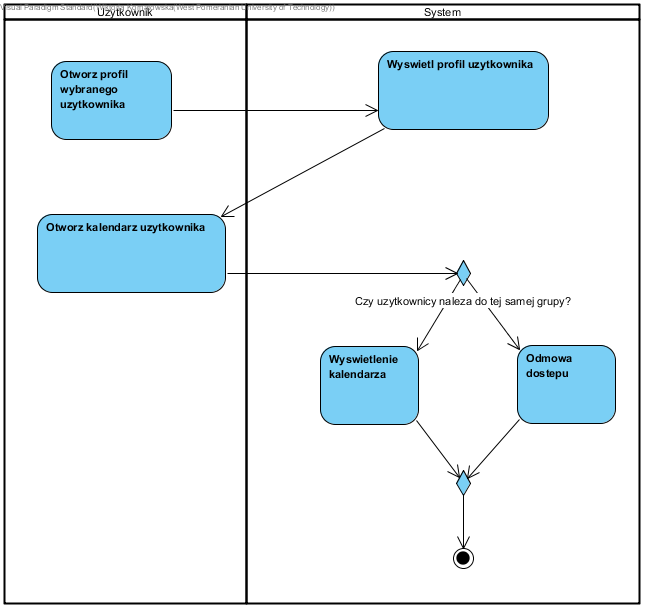 Visual Paradigm Standard(
(West Pomeranian University of Technology))
Uzytkownik
System
Otworz profil
wybranego
uzytkownika
Wyswietl profil uzytkownika
Otworz kalendarz uzytkownika
Czy uzytkownicy naleza do tej samej grupy?
Wyswietlenie
kalendarza
Odmowa
dostepu